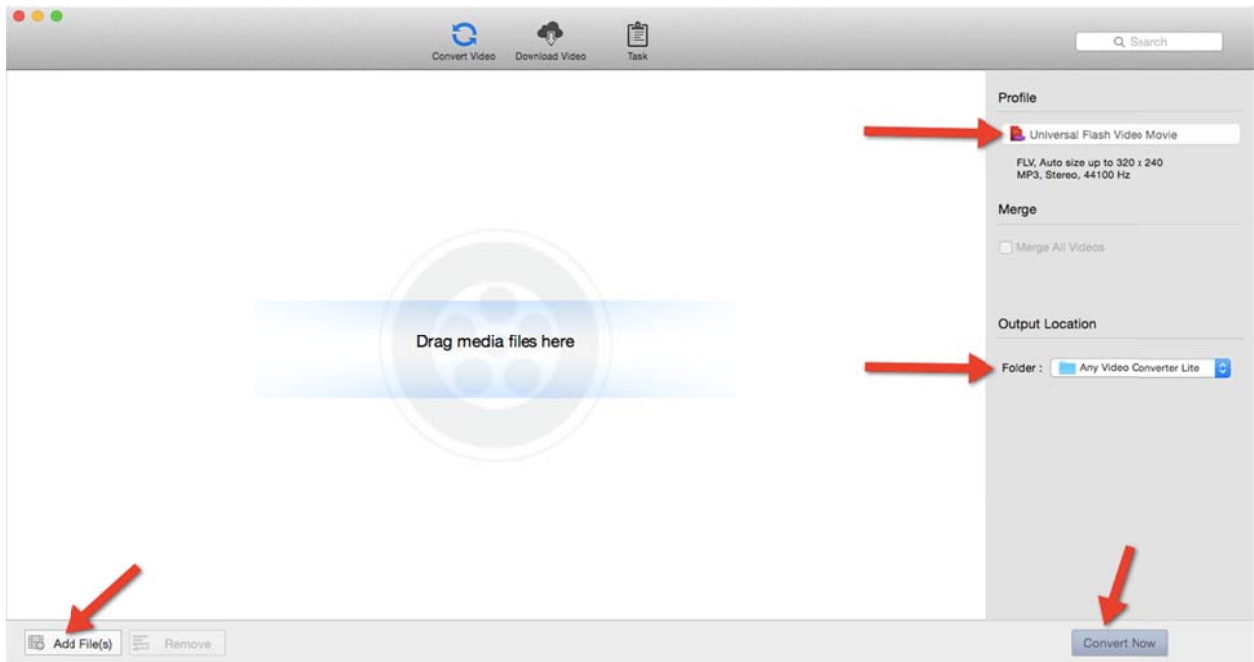 Convert Video
Download Video
Task
Search
Profile
Universal Flash Video Movie
FLV, Auto size up to 320 x 240
MP3, Stereo, 44100 Hz
Merge
Merge All Videos
Drag media files here
Output Location
Folder : Any Video Converter Lite
Add File(s)
Remove
Convert Now